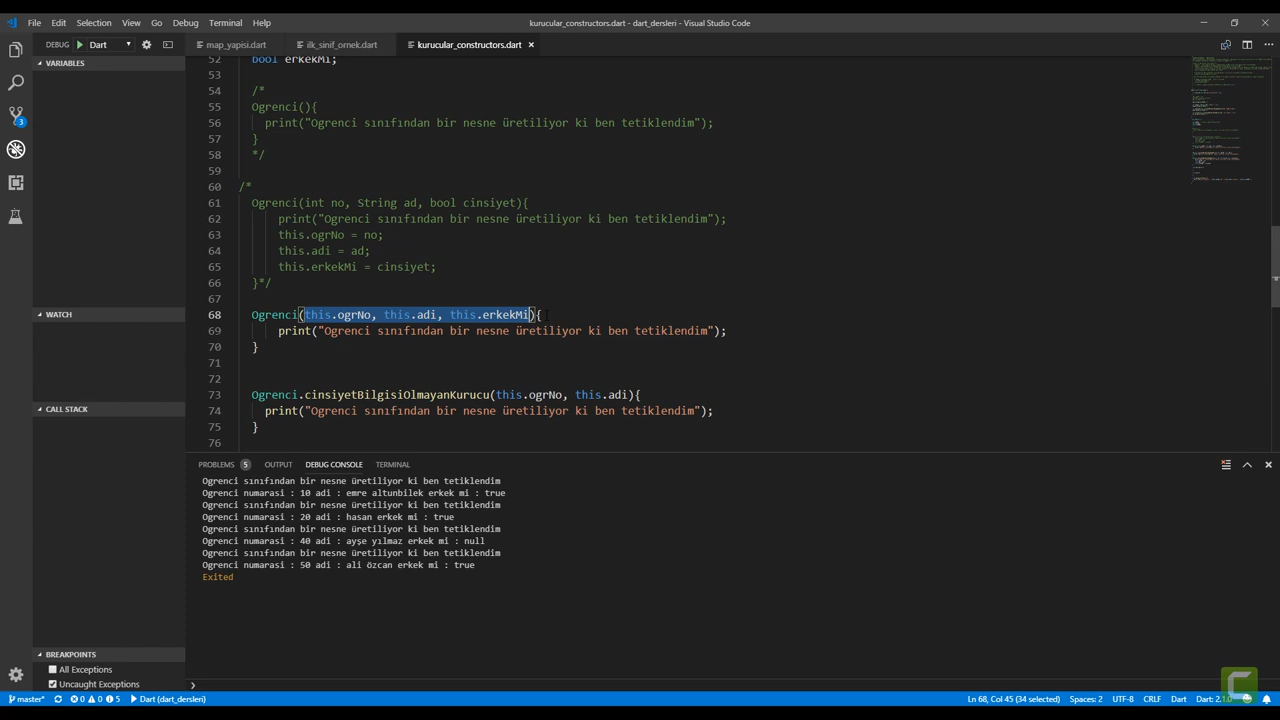 File Edit Selection View Go Debug Terminal Help
kurucular_constructors.dart - dart_dersleri - Visual Studio Code
DEBUG Dart
map_yapisi.dart ilk_sinif_ornek.dart kurucular_constructors.dart
VARIABLES
WATCH
CALL STACK
BREAKPOINTS
All Exceptions
Uncaught Exceptions
3
52 bool erkekMi;
53
54 /*
55 Ogrenci(){
56 print("Ogrenci sınıfından bir nesne üretiliyor ki ben tetiklendim");
57 }
58 */
59
60 /*
61 Ogrenci(int no, String ad, bool cinsiyet){
62 print("Ogrenci sınıfından bir nesne üretiliyor ki ben tetiklendim");
63 this.ogrNo = no;
64 this.adi = ad;
65 this.erkekMi = cinsiyet;
66 }*/
67
68 Ogrenci(this.ogrNo, this.adi, this.erkekMi){
69 print("Ogrenci sınıfından bir nesne üretiliyor ki ben tetiklendim");
70 }
71
72
73 Ogrenci.cinsiyetBilgisiOlmayanKurucu(this.ogrNo, this.adi){
74 print("Ogrenci sınıfından bir nesne üretiliyor ki ben tetiklendim");
75 }
76
PROBLEMS 5 OUTPUT DEBUG CONSOLE TERMINAL
Ogrenci sınıfından bir nesne üretiliyor ki ben tetiklendim
Ogrenci numarasi : 10 adi : emre altunbilek erkek mi : true
Ogrenci sınıfından bir nesne üretiliyor ki ben tetiklendim
Ogrenci numarasi : 20 adi : hasan erkek mi : true
Ogrenci sınıfından bir nesne üretiliyor ki ben tetiklendim
Ogrenci numarasi : 40 adi : ayşe yılmaz erkek mi : null
Ogrenci sınıfından bir nesne üretiliyor ki ben tetiklendim
Ogrenci numarasi : 50 adi : ali özcan erkek mi : true
Exited
master* 0 0 5 Dart (dart_dersleri)
Ln 68, Col 45 (34 selected) Spaces: 2 UTF-8 CRLF Dart Dart: 2.1.0